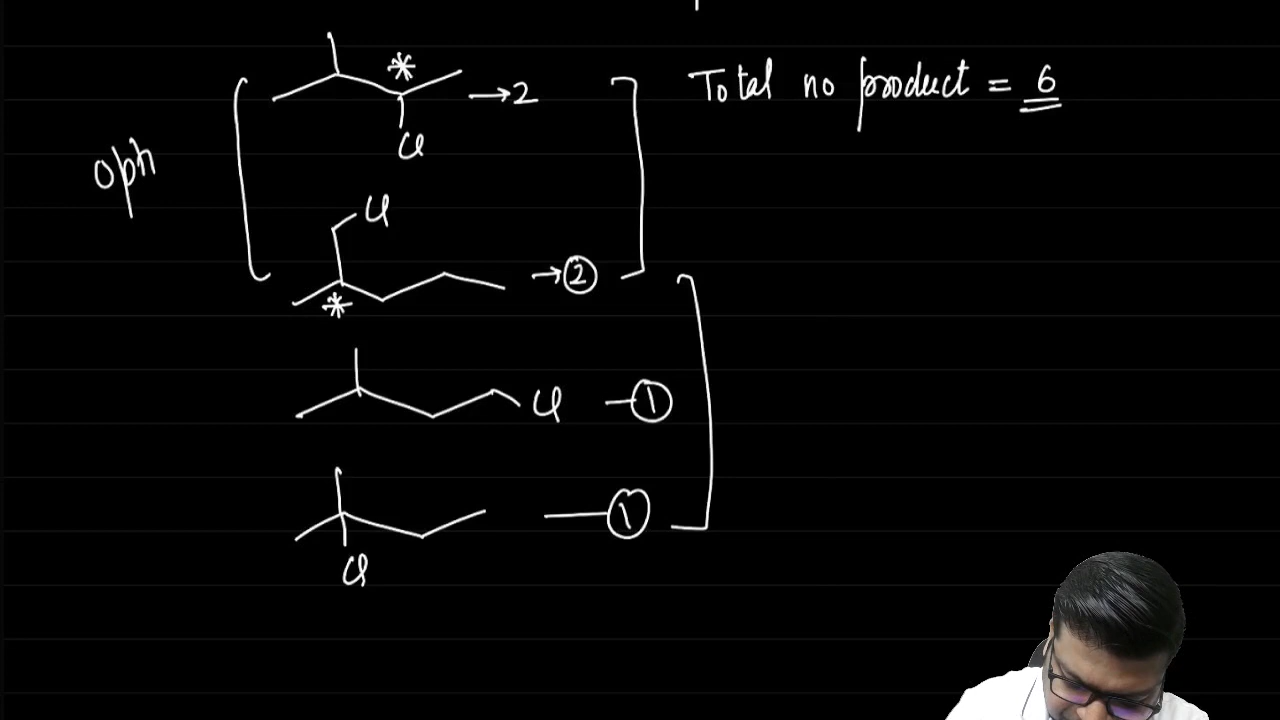 * →2
Total no product = 6
Cl
oph
Cl
→2
*
Cl —1
—1
Cl